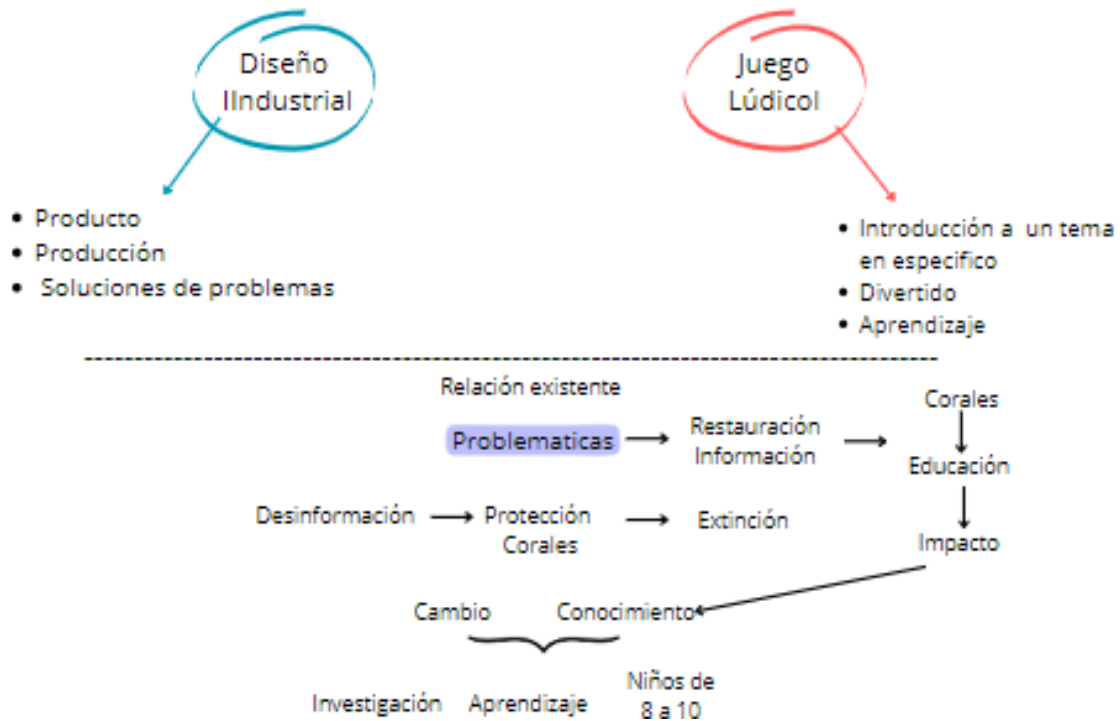 Diseño
IIndustrial
Juego
Lúdicol
• Producto
• Producción
• Soluciones de problemas
• Introducción a un tema
en especifico
• Divertido
• Aprendizaje
Relación existente
Problematicas
Restauración
Información
Corales
Educación
Impacto
Desinformación
Protección
Corales
Extinción
Cambio
Conocimiento
Investigación
Aprendizaje
Niños de
8 a 10